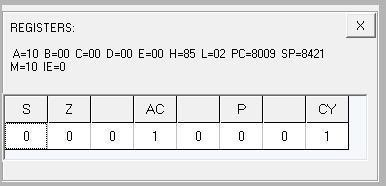 REGISTERS:
X
A=10 B=00 C=00 D=00 E=00 H=85 L=02 PC=8009 SP=8421
M=10 IE=0
S Z AC P CY
0 0 0 1 0 0 0 1